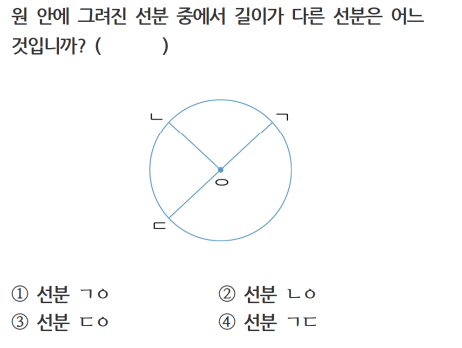 원 안에 그려진 선분 중에서 길이가 다른 선분은 어느
것입니까? (          )
ㄴ ㄱ
ㅇ
ㄷ
① 선분 ㄱㅇ ② 선분 ㄴㅇ
③ 선분 ㄷㅇ ④ 선분 ㄱㄷ